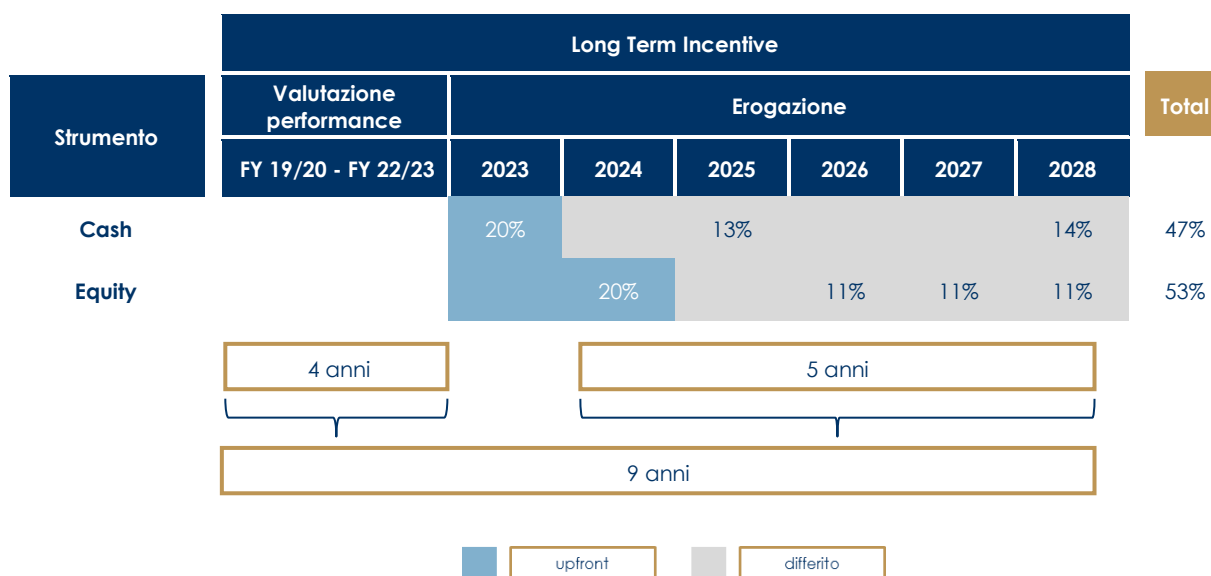 Long Term Incentive
Strumento
Valutazione
performance
Erogazione
Total
FY 19/20 - FY 22/23 2023 2024 2025 2026 2027 2028
Cash 20% 13% 14% 47%
Equity 20% 11% 11% 11% 53%
4 anni 5 anni
9 anni
upfront differito